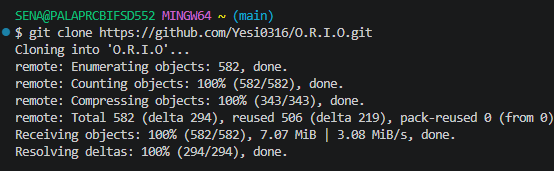 SENA@PALAPRCBIFSD552 MINGW64 ~ (main)
$ git clone https://github.com/Yesi0316/O.R.I.O.git
Cloning into 'O.R.I.O'...
remote: Enumerating objects: 582, done.
remote: Counting objects: 100% (582/582), done.
remote: Compressing objects: 100% (343/343), done.
remote: Total 582 (delta 294), reused 506 (delta 219), pack-reused 0 (from 0)
Receiving objects: 100% (582/582), 7.07 MiB | 3.08 MiB/s, done.
Resolving deltas: 100% (294/294), done.